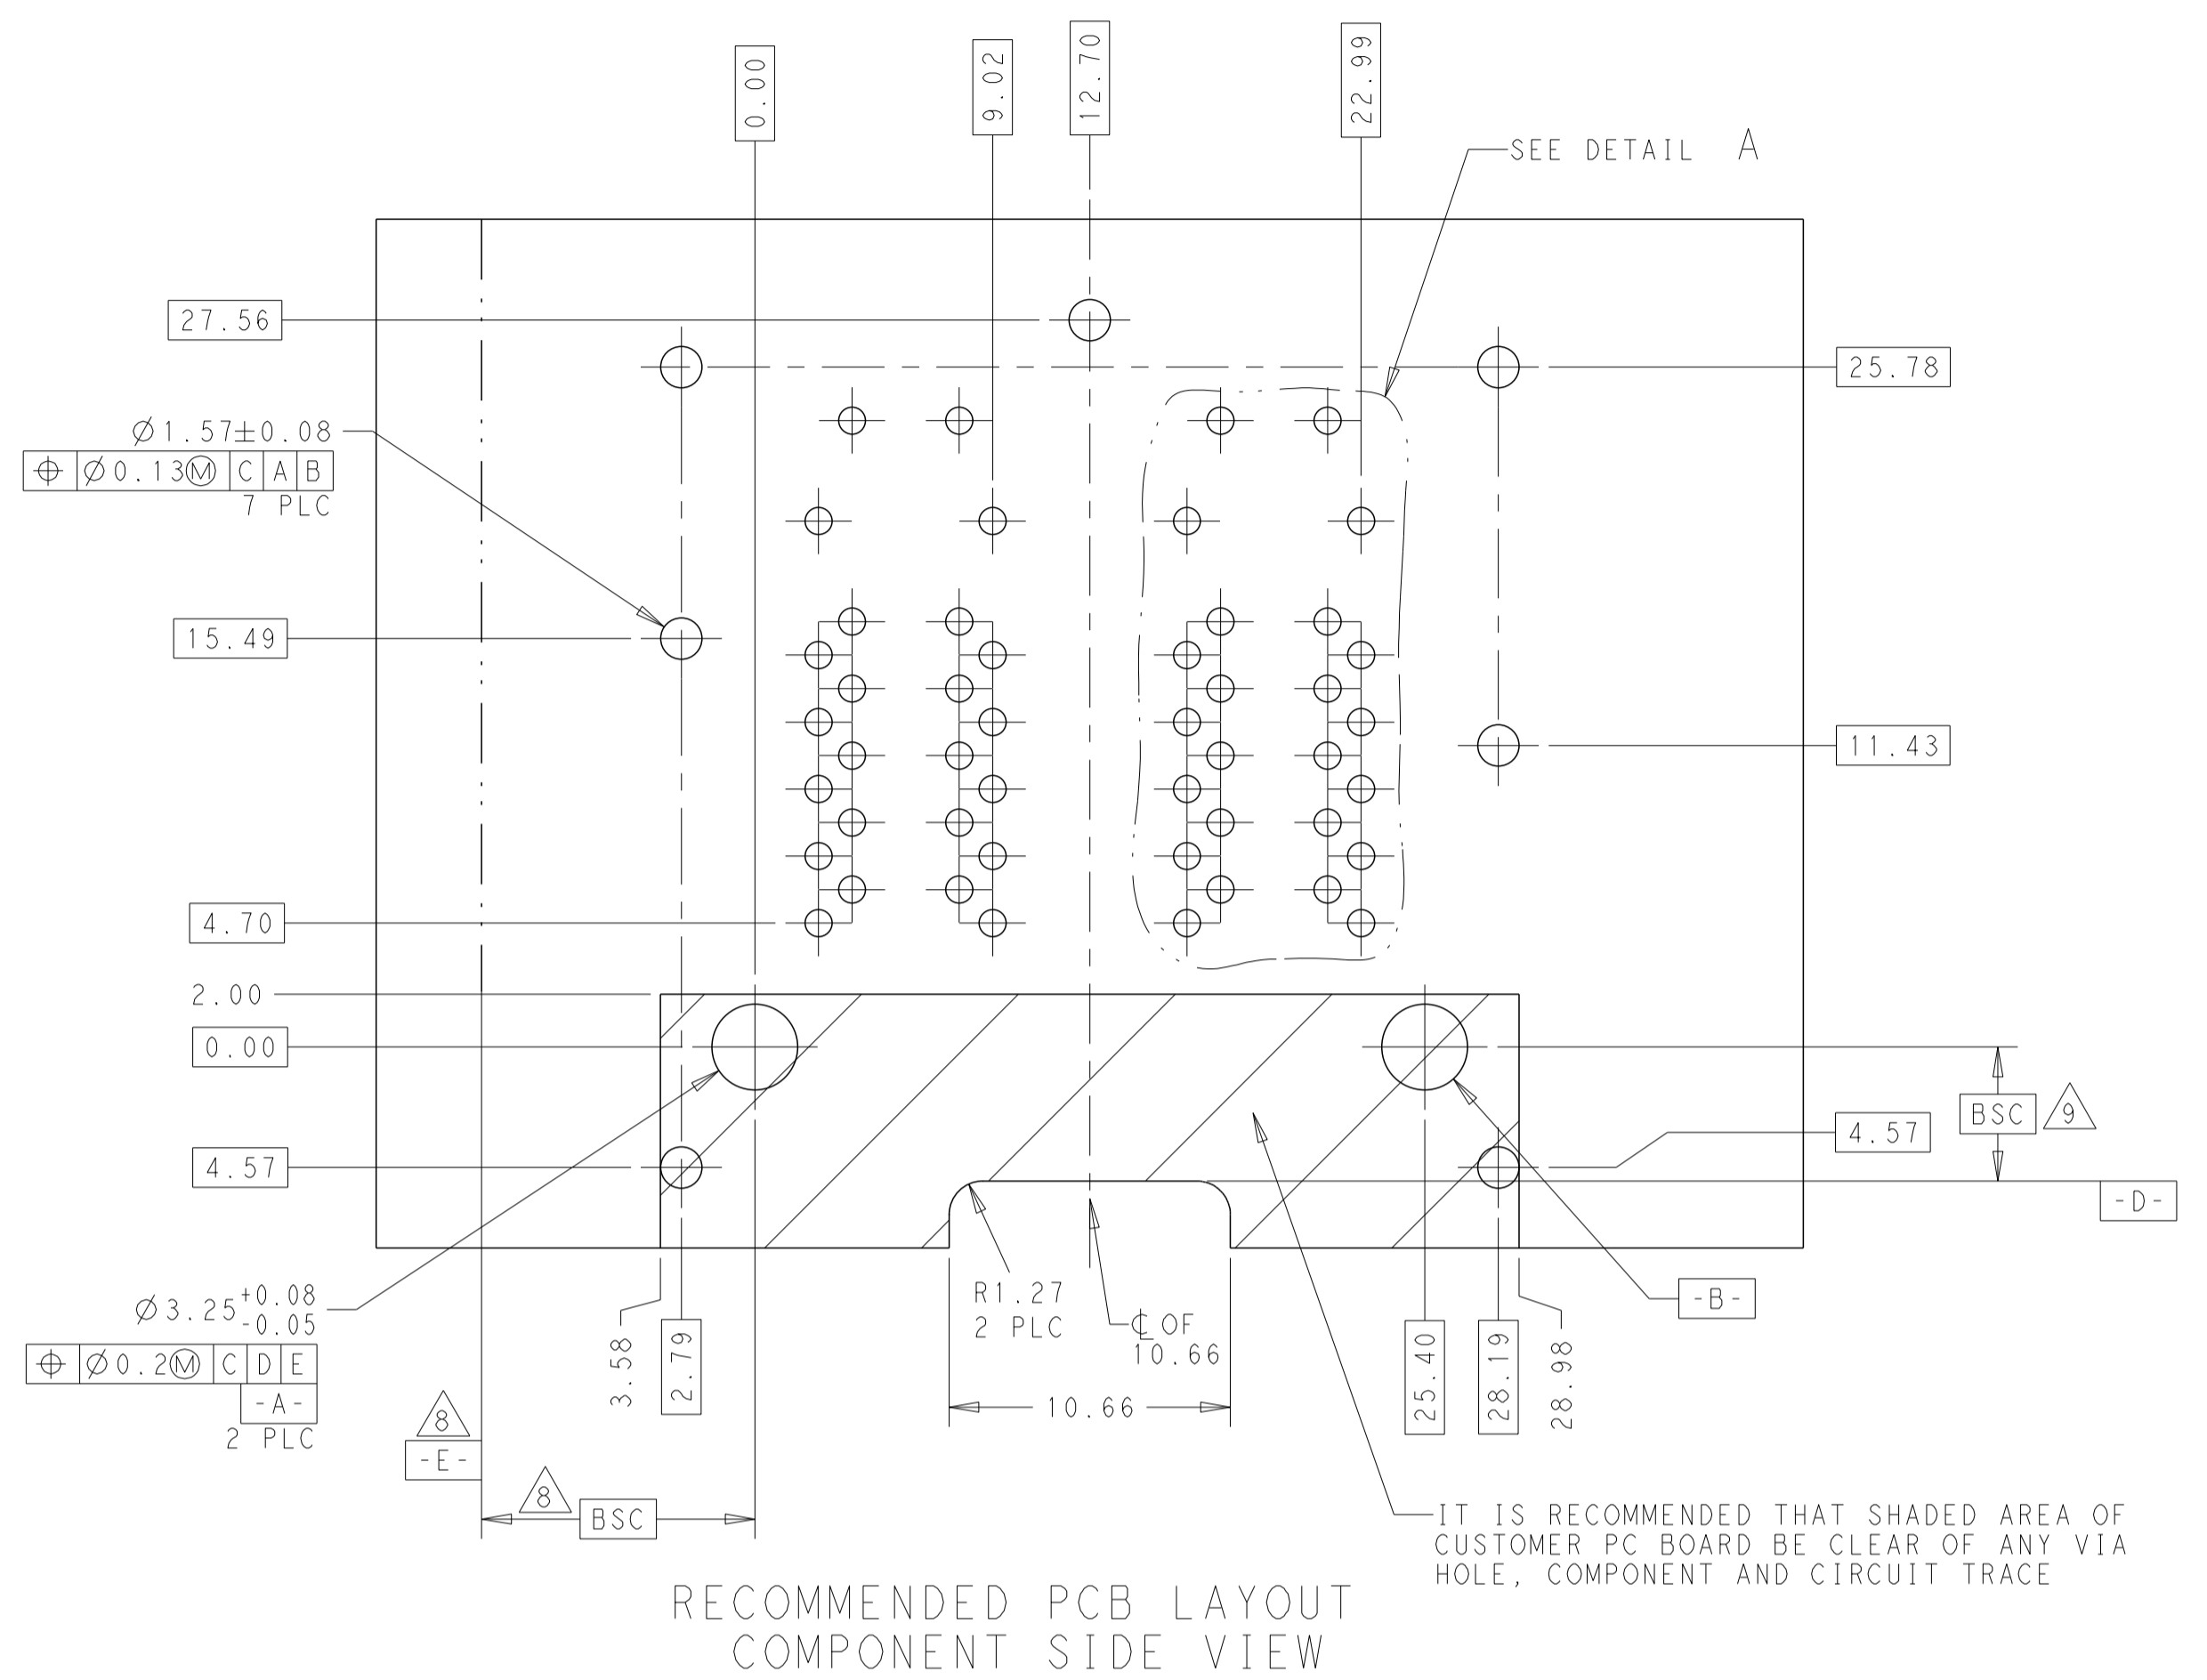 0.00
9.02
12.70
22.99
SEE DETAIL A
27.56
25.78
Ø1.57±0.08
⌖ Ø0.13Ⓜ C A B
7 PLC
15.49
11.43
4.70
2.00
0.00
BSC 9
4.57
4.57
-D-
Ø3.25 +0.08
-0.05
⌖ Ø0.2Ⓜ C D E
-A-
2 PLC
R1.27
2 PLC
℄ OF
10.66
-B-
3.58
2.79
25.40
28.19
28.98
10.66
8
-E-
8
BSC
IT IS RECOMMENDED THAT SHADED AREA OF
CUSTOMER PC BOARD BE CLEAR OF ANY VIA
HOLE, COMPONENT AND CIRCUIT TRACE
RECOMMENDED PCB LAYOUT
COMPONENT SIDE VIEW